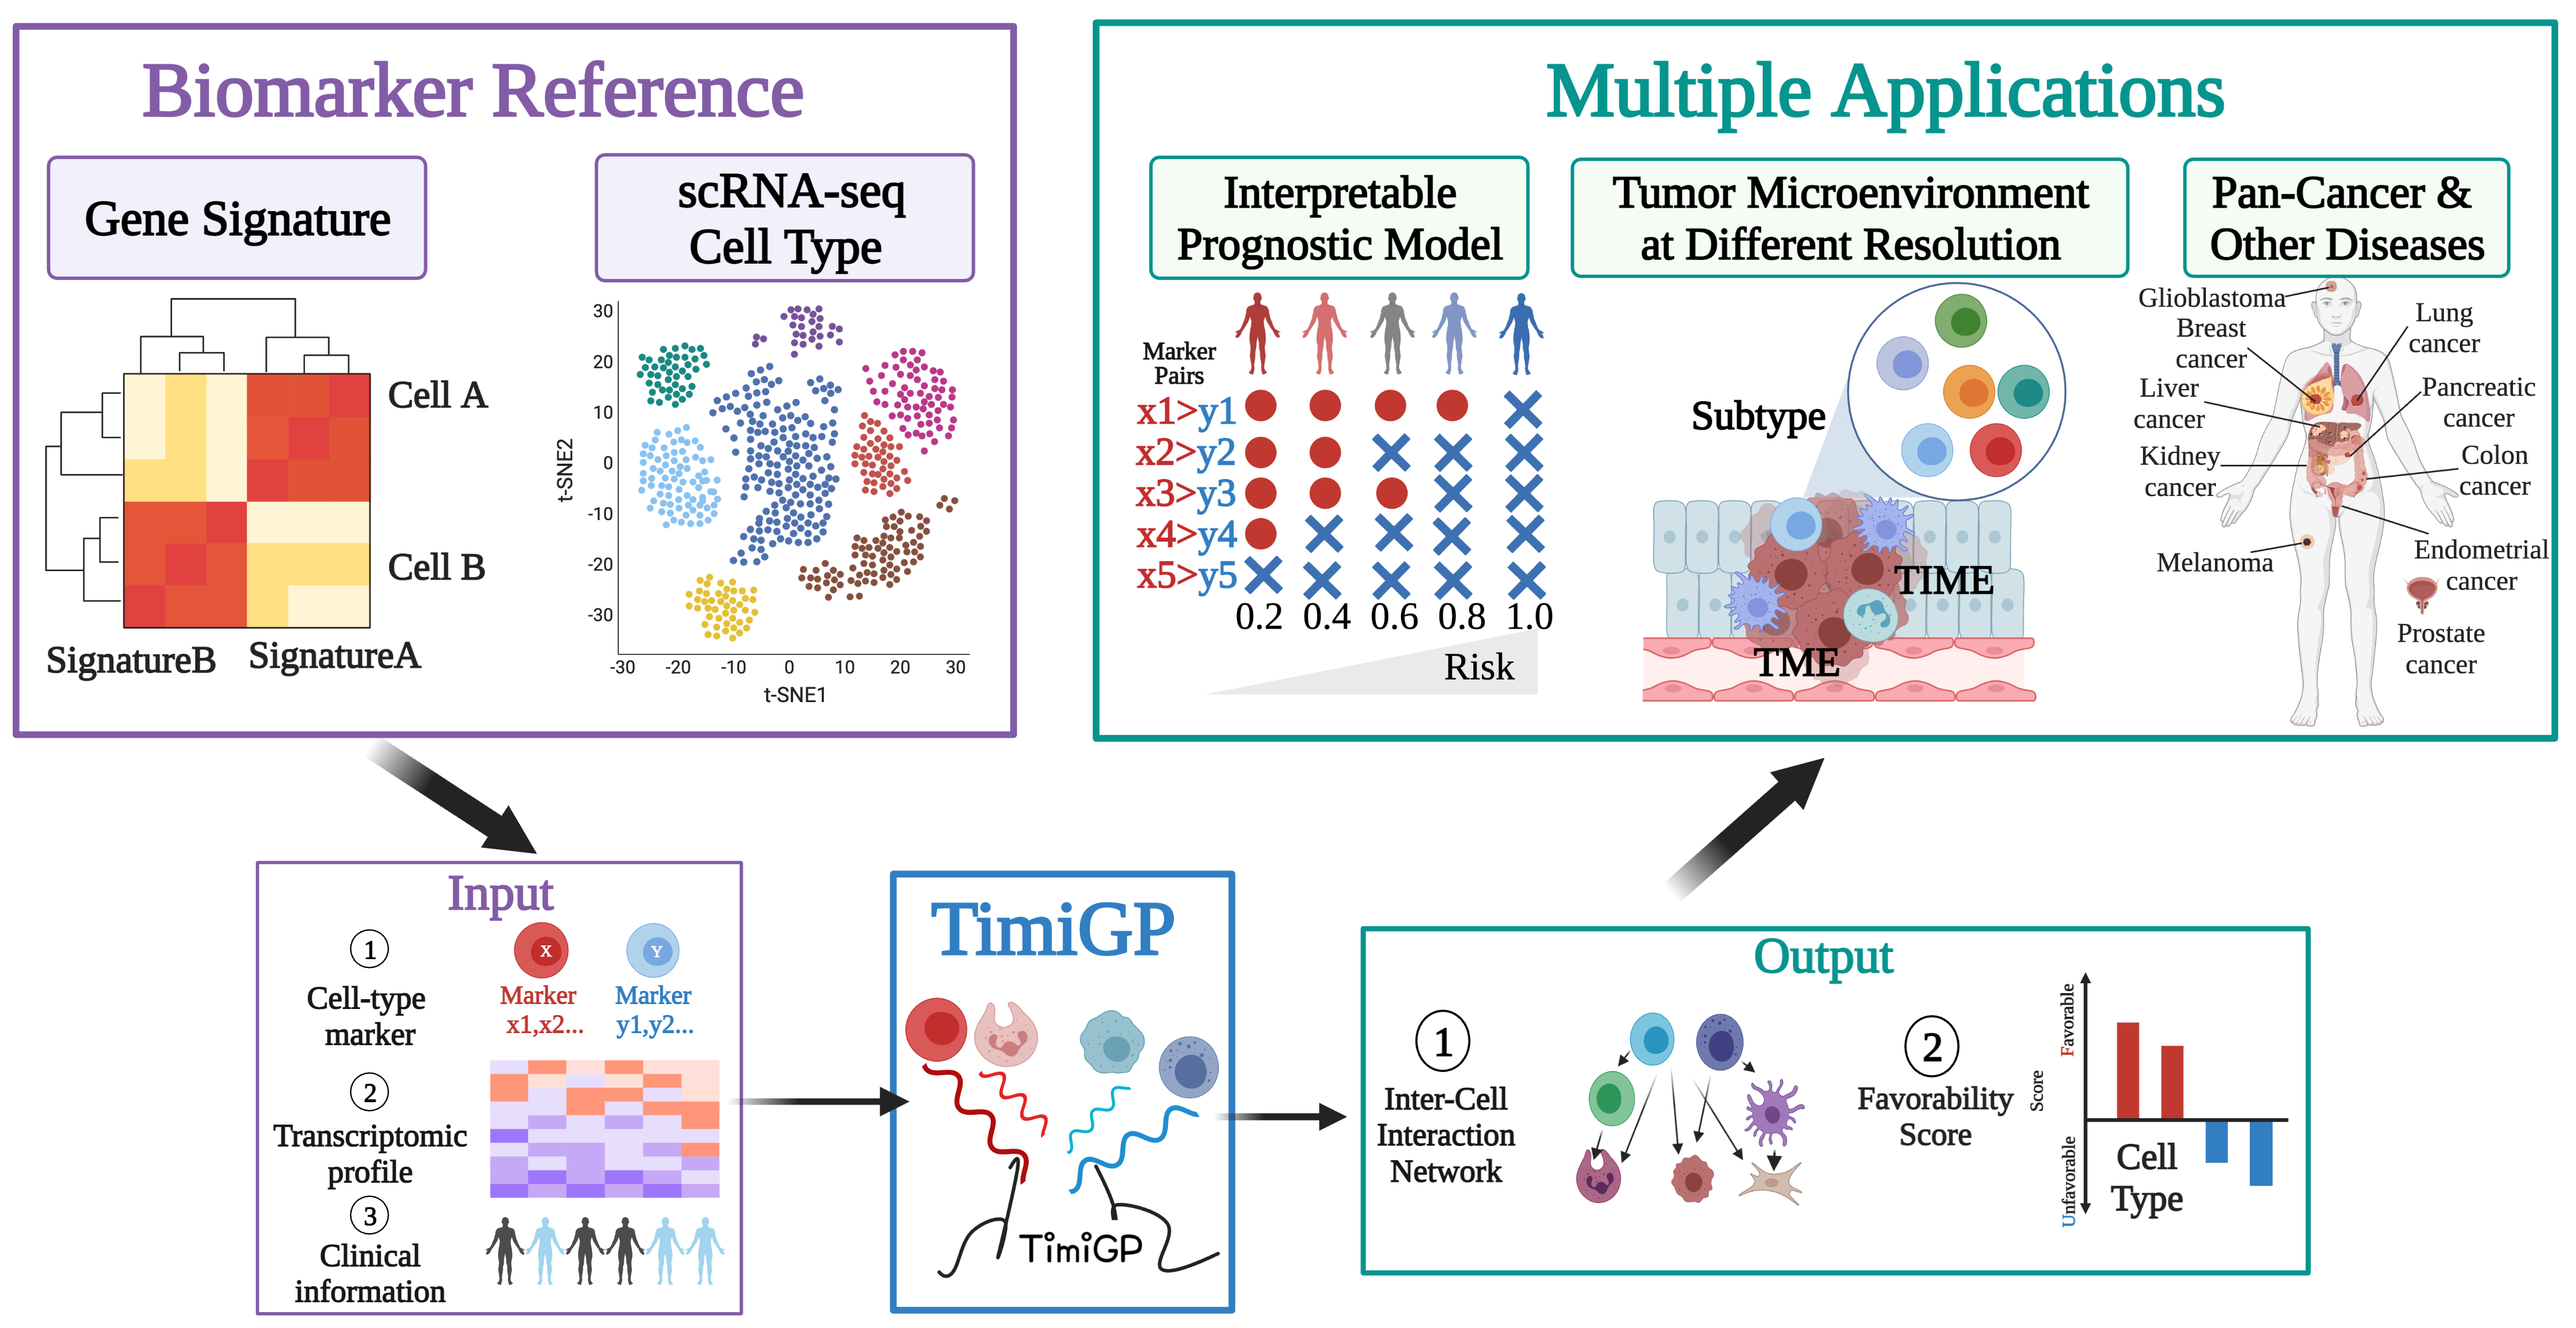 Biomarker Reference
Gene Signature
Cell A
Cell B
SignatureB
SignatureA
scRNA-seq
Cell Type
30
20
10
0
-10
-20
-30
t-SNE2
-30 -20 -10 0 10 20 30
t-SNE1
Multiple Applications
Interpretable
Prognostic Model
Marker
Pairs
x1>y1
x2>y2
x3>y3
x4>y4
x5>y5
0.2 0.4 0.6 0.8 1.0
Risk
Tumor Microenvironment
at Different Resolution
Subtype
TIME
TME
Pan-Cancer &
Other Diseases
Glioblastoma
Breast
cancer
Liver
cancer
Kidney
cancer
Melanoma
Lung
cancer
Pancreatic
cancer
Colon
cancer
Endometrial
cancer
Prostate
cancer
Input
1
Cell-type
marker
X
Marker
x1,x2...
Y
Marker
y1,y2...
2
Transcriptomic
profile
3
Clinical
information
TimiGP
TimiGP
Output
1
Inter-Cell
Interaction
Network
2
Favorability
Score
Score
Favorable
Unfavorable
Cell
Type